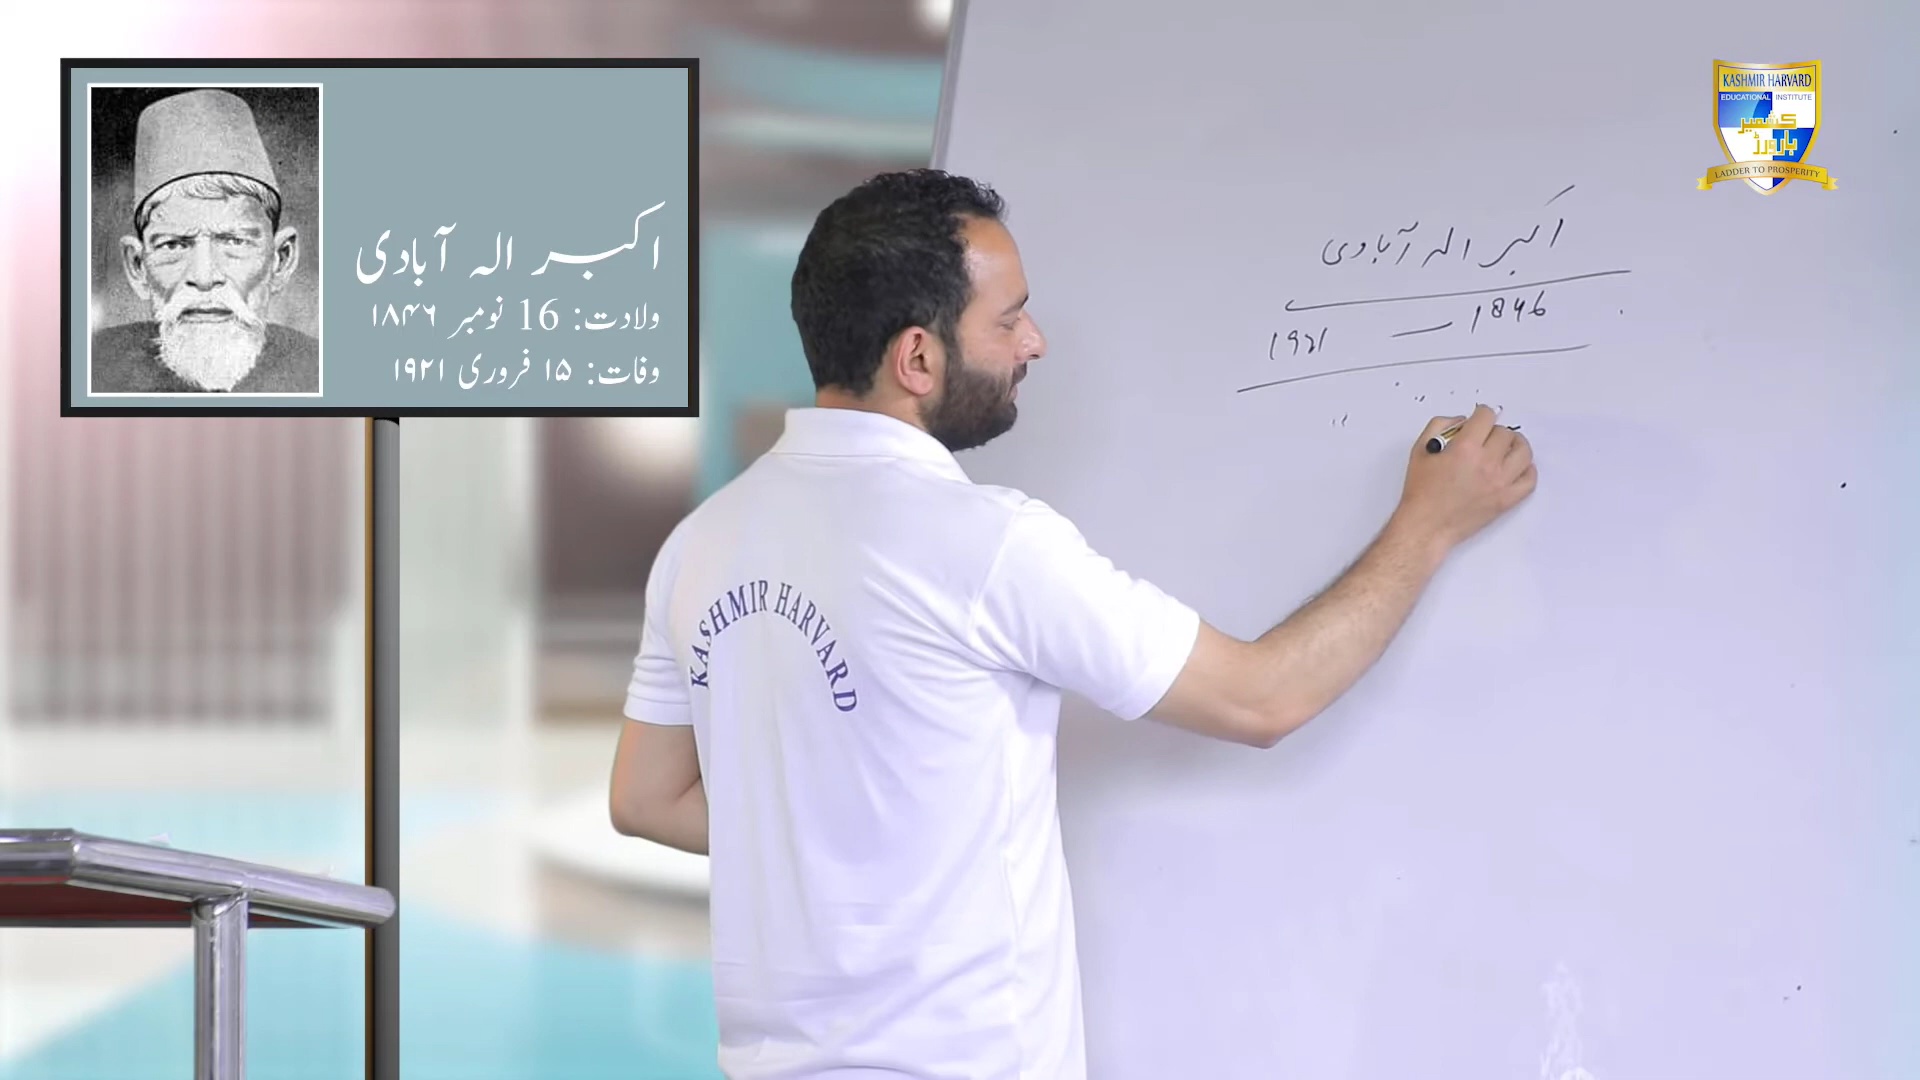 اکبر الہ آبادی
ولادت: 16 نومبر ۱۸۴۶
وفات: ۱۵ فروری ۱۹۲۱
KASHMIR HARVARD
EDUCATIONAL INSTITUTE
کشمیر
ہارورڈ
LADDER TO PROSPERITY
اکبر الہ آبادی
1846 — 1921
KASHMIR HARVARD